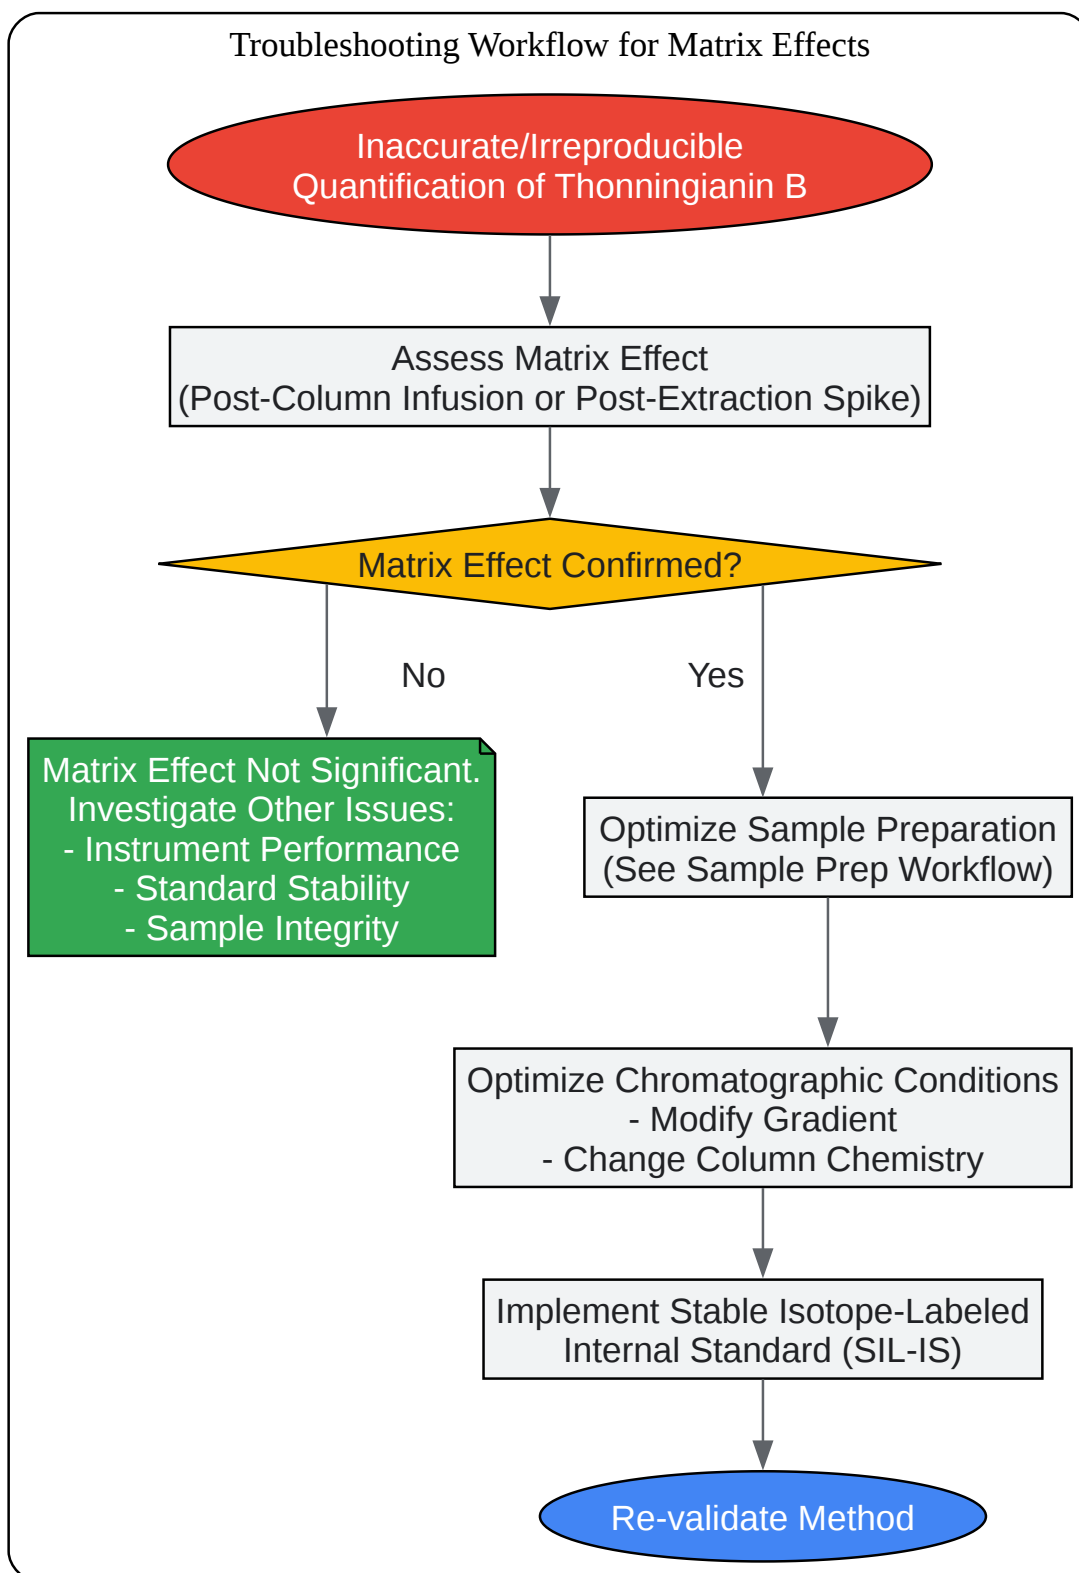 Troubleshooting Workflow for Matrix Effects
Inaccurate/Irreproducible
Quantification of Thonningianin B
Assess Matrix Effect
(Post-Column Infusion or Post-Extraction Spike)
Matrix Effect Confirmed?
No
Yes
Matrix Effect Not Significant.
Investigate Other Issues:
- Instrument Performance
- Standard Stability
- Sample Integrity
Optimize Sample Preparation
(See Sample Prep Workflow)
Optimize Chromatographic Conditions
- Modify Gradient
- Change Column Chemistry
Implement Stable Isotope-Labeled
Internal Standard (SIL-IS)
Re-validate Method